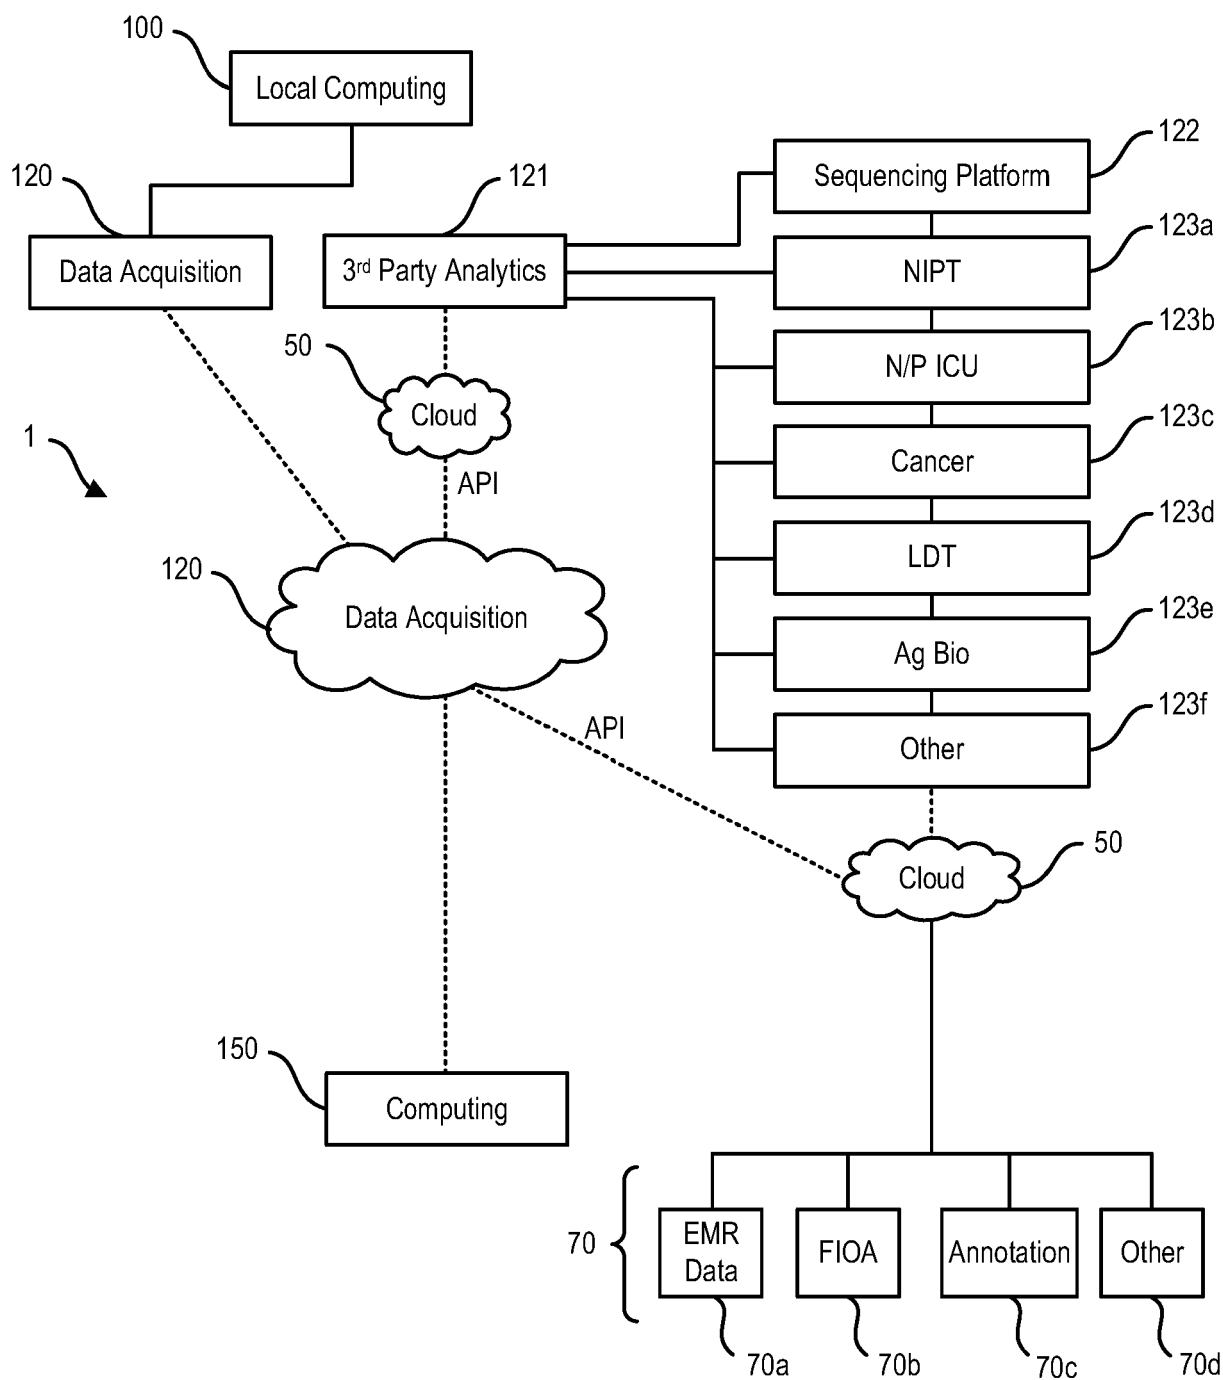 100
Local Computing
120
121
122
Sequencing Platform
123a
Data Acquisition
3rd Party Analytics
NIPT
123b
50
N/P ICU
Cloud
123c
1
Cancer
API
123d
LDT
120
Data Acquisition
123e
Ag Bio
123f
API
Other
50
Cloud
150
Computing
70
EMR
Data
FIOA
Annotation
Other
70a
70b
70c
70d